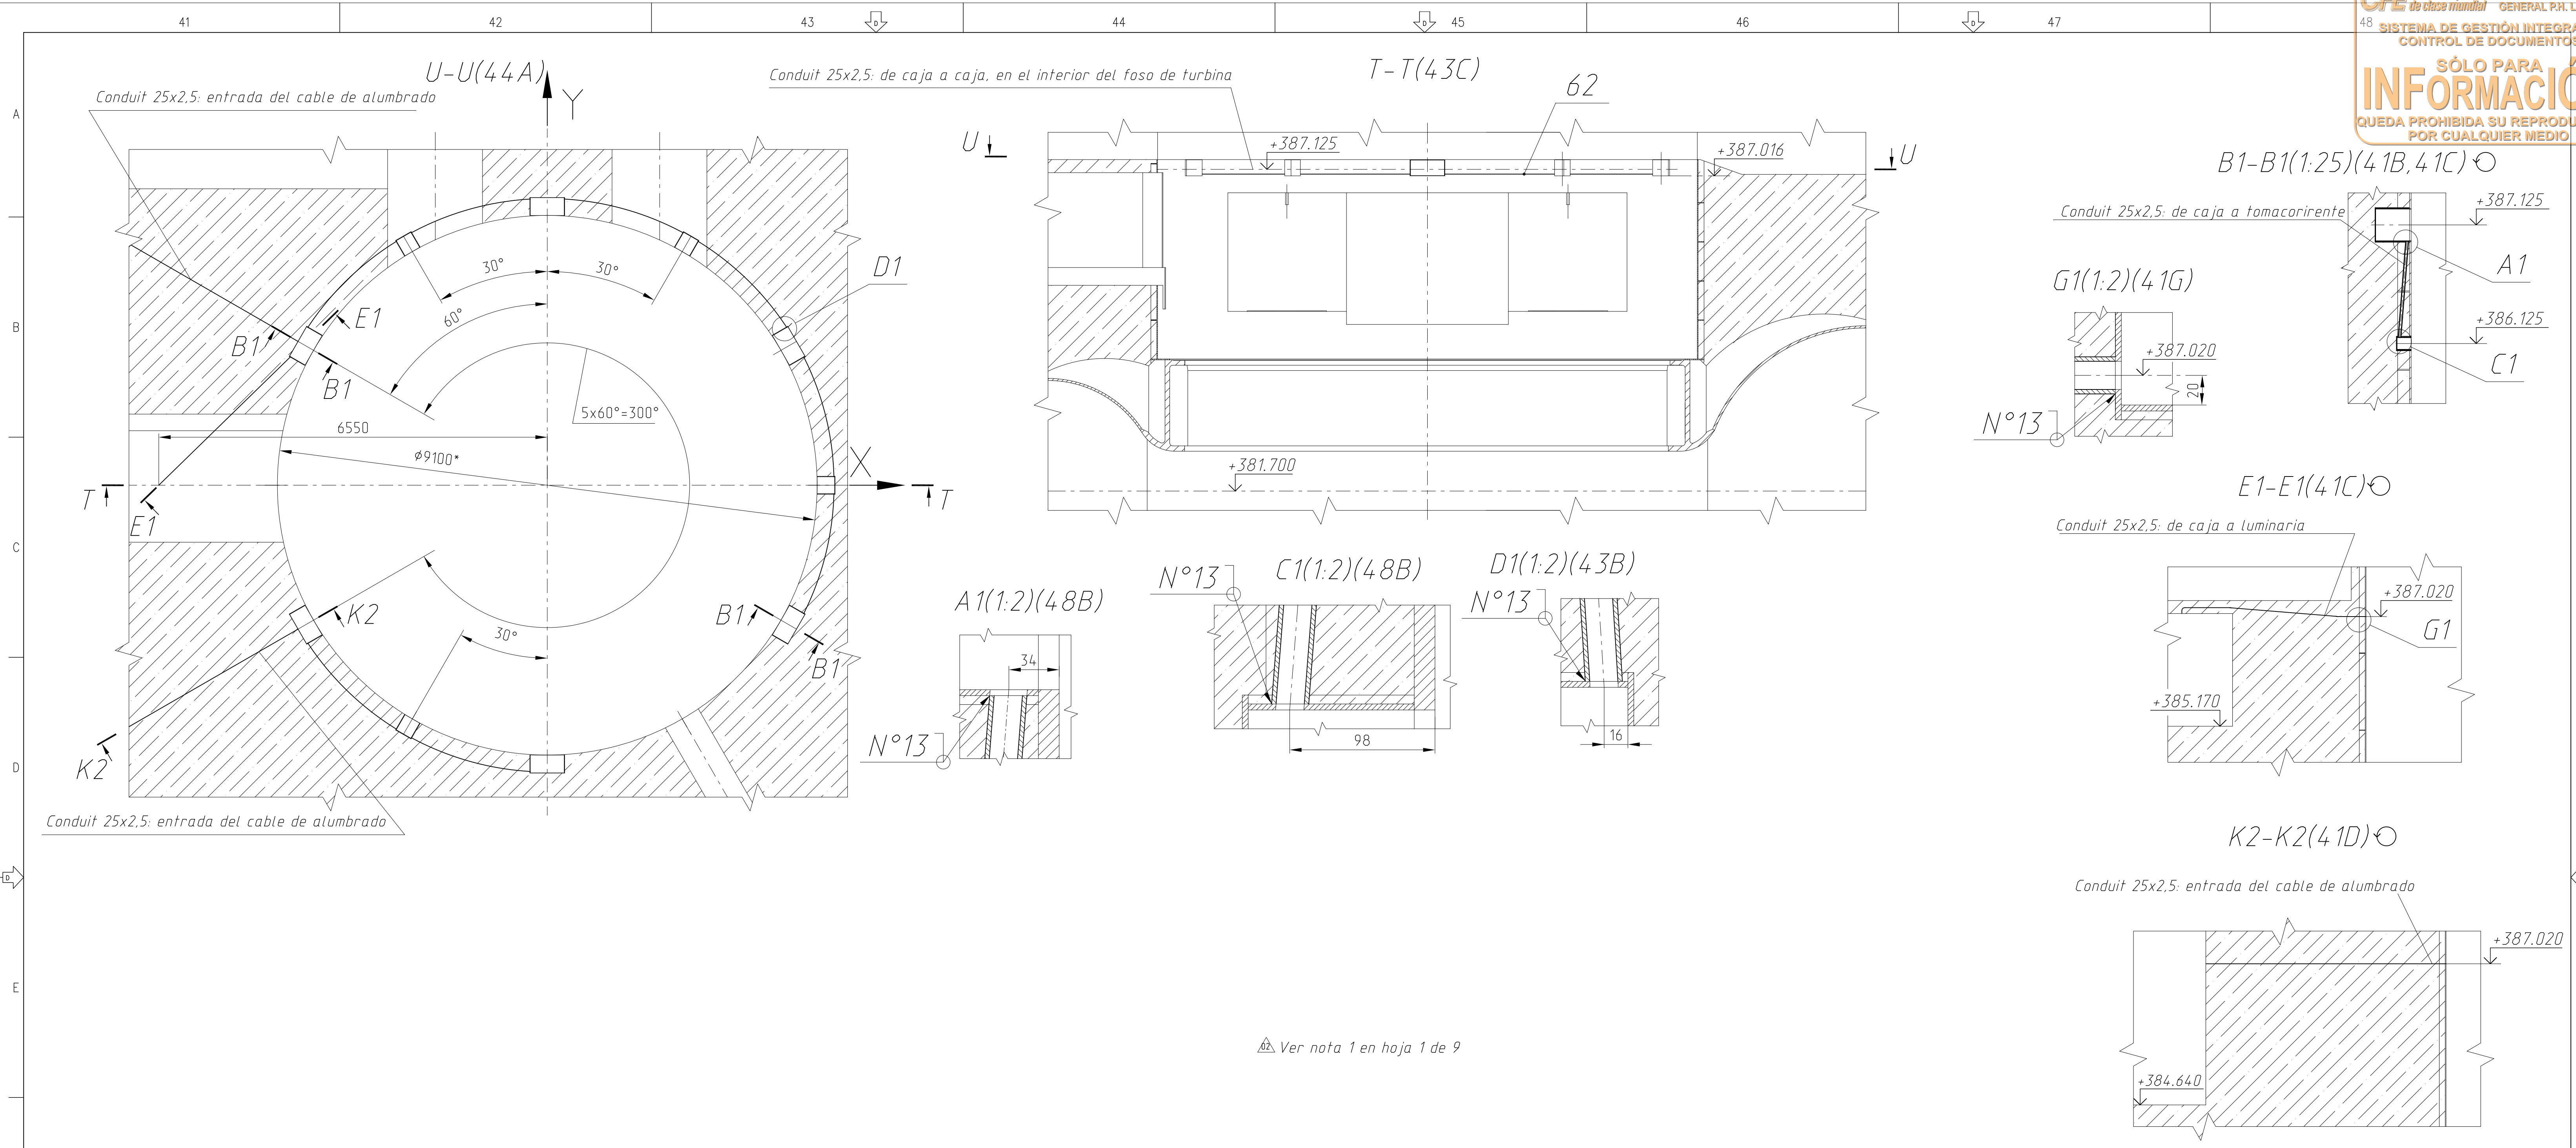 41 42 43 D 44 D 45 46 D 47 48
CFE de clase mundial GENERAL P.H. L
SISTEMA DE GESTIÓN INTEGRA
CONTROL DE DOCUMENTOS
SÓLO PARA
INFORMACIÓ
QUEDA PROHIBIDA SU REPRODU
POR CUALQUIER MEDIO
A
B
C
D
E
D
U-U(44A)
Y
Conduit 25x2,5: entrada del cable de alumbrado
D1
30°
30°
60°
E1
B1
B1
5x60°=300°
6550
⌀9100*
X
T
T
E1
K2
30°
B1
B1
K2
Conduit 25x2,5: entrada del cable de alumbrado
T-T(43C)
Conduit 25x2,5: de caja a caja, en el interior del foso de turbina
62
U
U
+387.125
+387.016
+381.700
A1(1:2)(48B)
34
N°13
C1(1:2)(48B)
N°13
98
D1(1:2)(43B)
N°13
16
B1-B1(1:25)(41B,41C)
Conduit 25x2,5: de caja a tomacorirente
+387.125
A1
+386.125
C1
G1(1:2)(41G)
+387.020
20
N°13
E1-E1(41C)
Conduit 25x2,5: de caja a luminaria
+387.020
G1
+385.170
K2-K2(41D)
Conduit 25x2,5: entrada del cable de alumbrado
+387.020
+384.640
02 Ver nota 1 en hoja 1 de 9